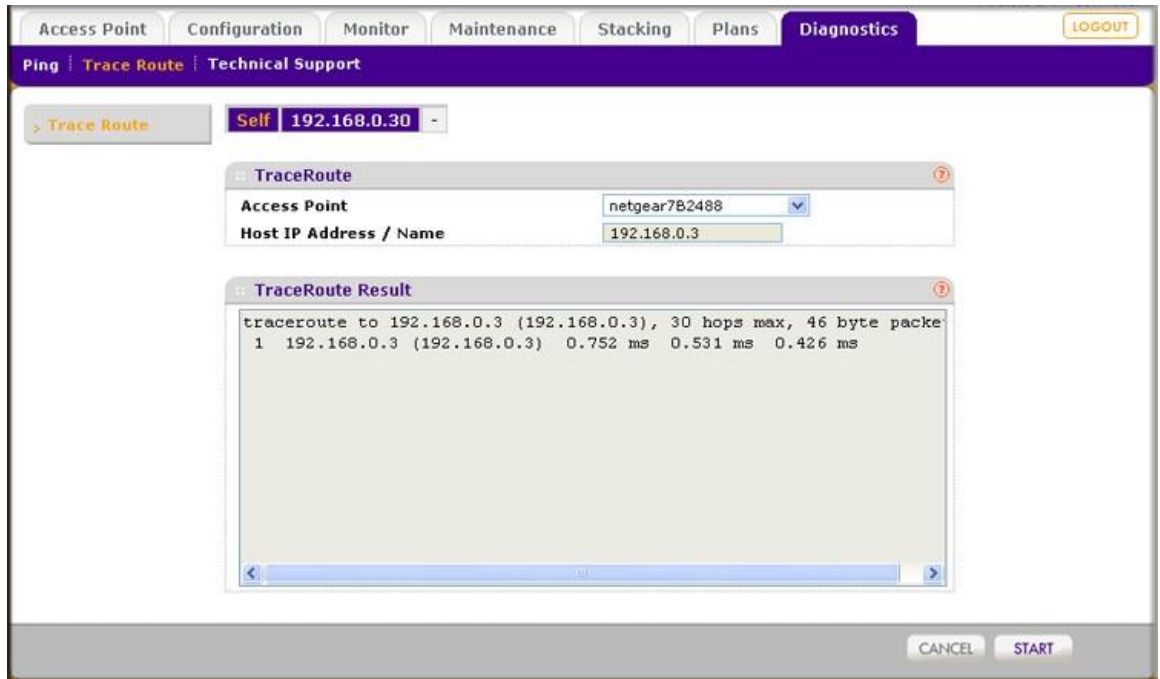 Access Point Configuration Monitor Maintenance Stacking Plans Diagnostics LOGOUT
Ping Trace Route Technical Support
> Trace Route
Self 192.168.0.30 -
TraceRoute ?
Access Point netgear7B2488
Host IP Address / Name 192.168.0.3
TraceRoute Result ?
traceroute to 192.168.0.3 (192.168.0.3), 30 hops max, 46 byte packe
1 192.168.0.3 (192.168.0.3) 0.752 ms 0.531 ms 0.426 ms
CANCEL START